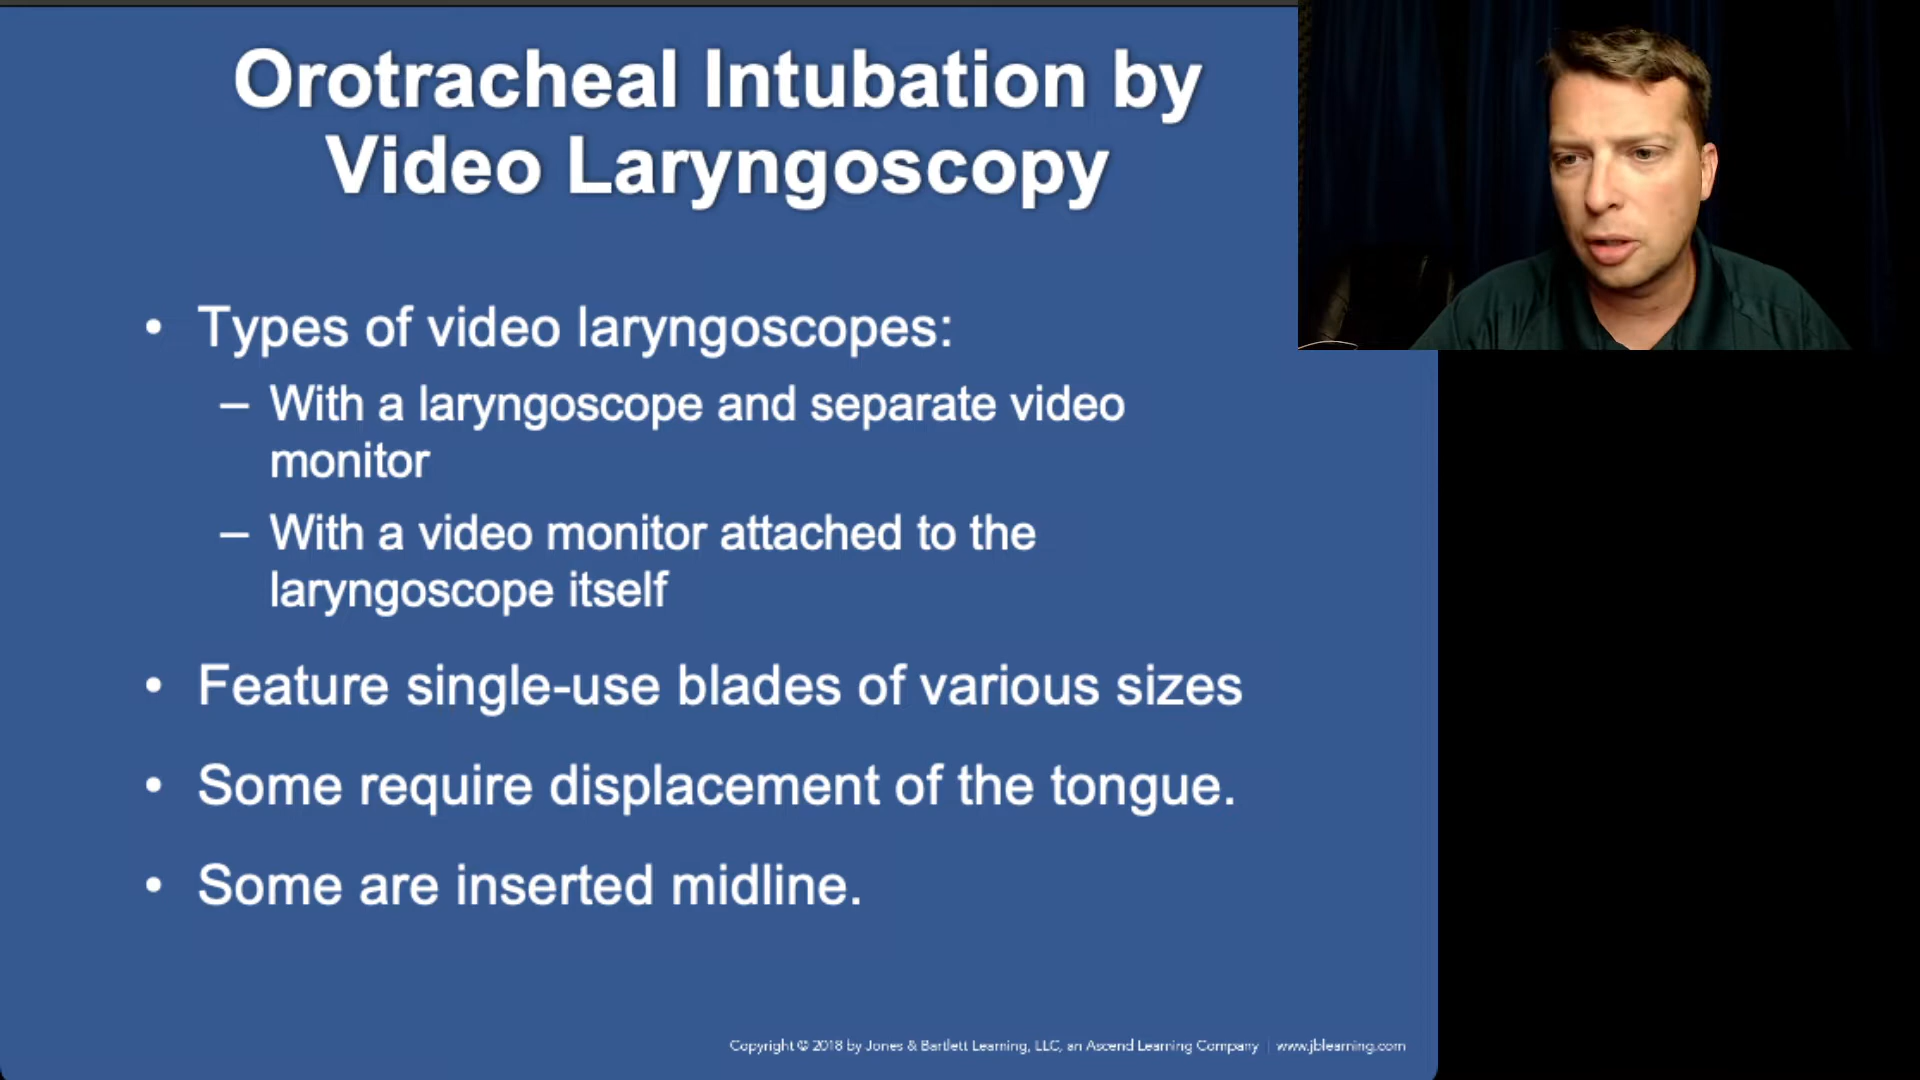 Orotracheal Intubation by
Video Laryngoscopy
• Types of video laryngoscopes:
– With a laryngoscope and separate video
monitor
– With a video monitor attached to the
laryngoscope itself
• Feature single-use blades of various sizes
• Some require displacement of the tongue.
• Some are inserted midline.
Copyright © 2018 by Jones & Bartlett Learning, LLC, an Ascend Learning Company | www.jblearning.com